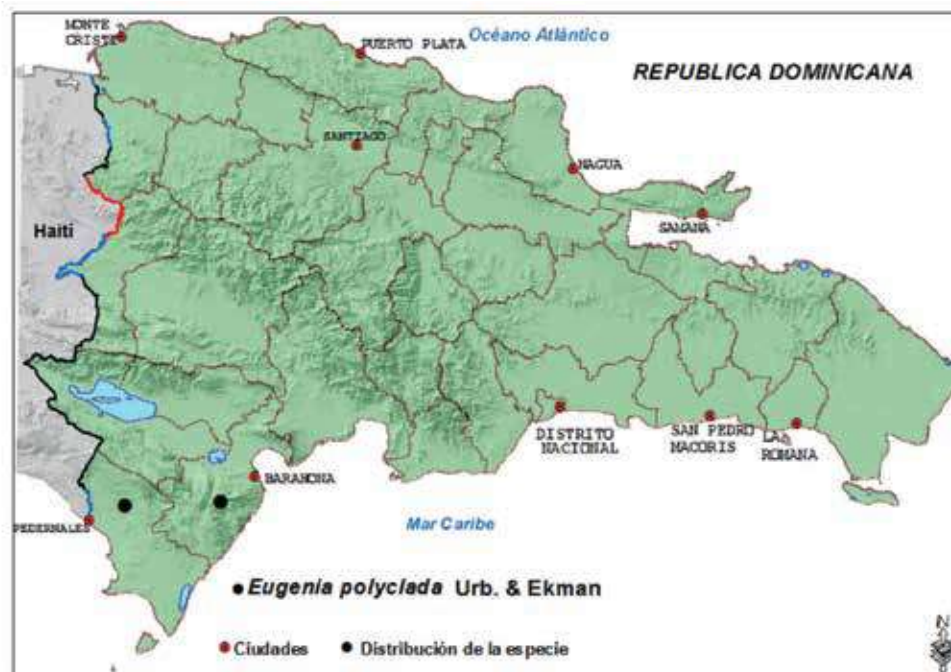 MONTE
CRISTI
PUERTO PLATA
Océano Atlántico
REPUBLICA DOMINICANA
SANTIAGO
NAGUA
SAMANA
Haití
DISTRITO
NACIONAL
SAN PEDRO
MACORIS
LA
ROMANA
BARAHONA
PEDERNALES
Mar Caribe
Eugenia polyclada Urb. & Ekman
Ciudades
Distribución de la especie
N